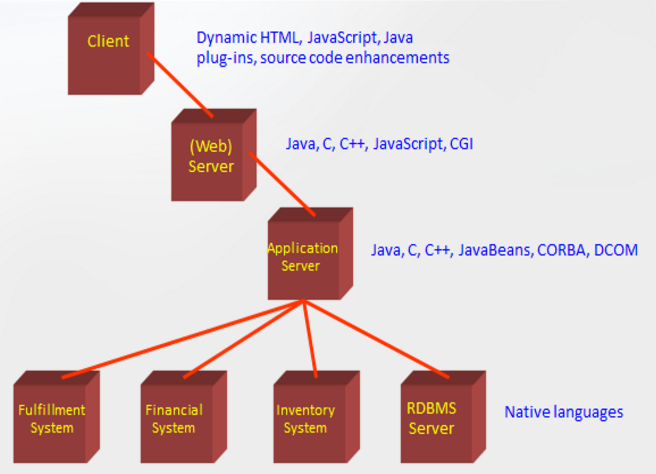 Client
Dynamic HTML, JavaScript, Java
plug-ins, source code enhancements
(Web)
Server
Java, C, C++, JavaScript, CGI
Application
Server
Java, C, C++, JavaBeans, CORBA, DCOM
Fulfillment
System
Financial
System
Inventory
System
RDBMS
Server
Native languages